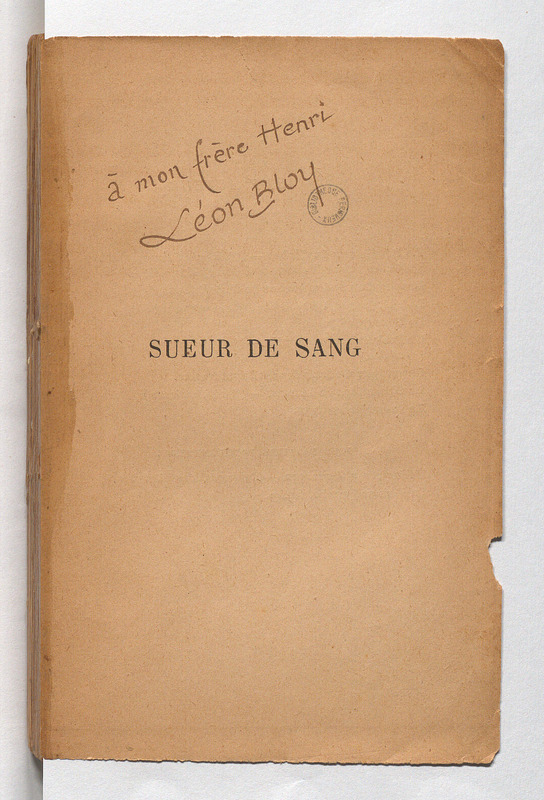 à mon frère Henri
Léon Bloy
SUEUR DE SANG